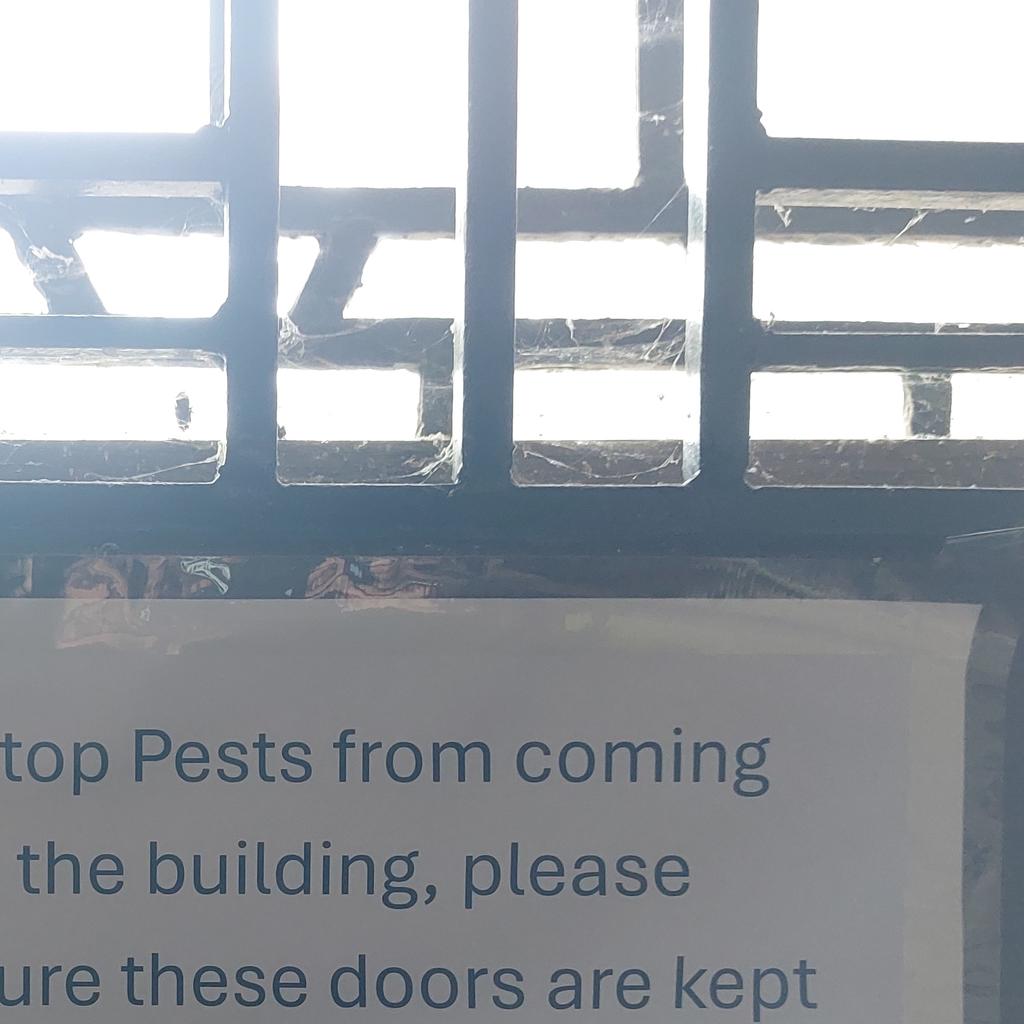 top Pests from coming
the building, please
ure these doors are kept